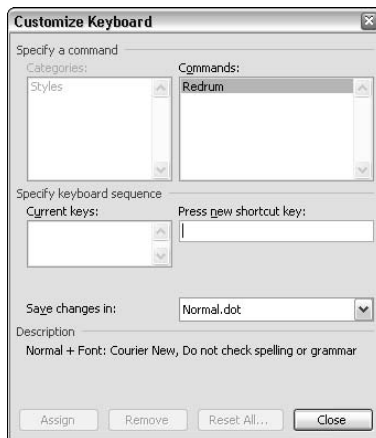 Customize Keyboard
Specify a command
Categories: Commands:
Styles Redrum
Specify keyboard sequence
Current keys: Press new shortcut key:
Save changes in: Normal.dot
Description
Normal + Font: Courier New, Do not check spelling or grammar
Assign Remove Reset All... Close